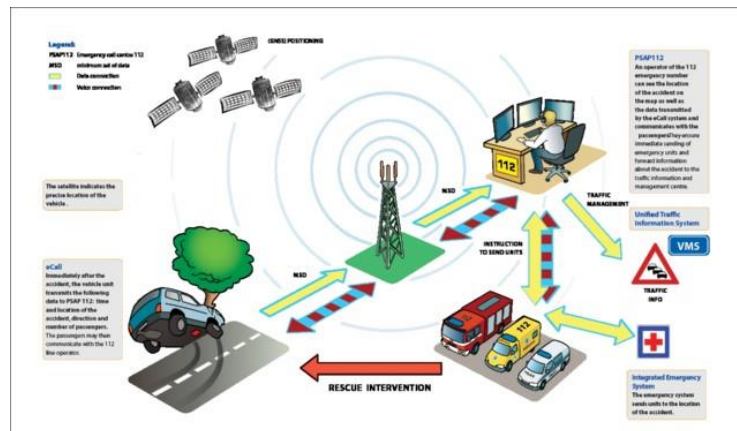 Legend:
PSAP112 Emergency call centre 112
MSD minimum set of data
Data connection
Voice connection
(GNSS) POSITIONING
PSAP112
An operator of the 112
emergency number
can see the location
of the accident on
the map as well as
the data transmitted
by the eCall system and
communicates with the
passengers.They ensure
immediate sending of
emergency units and
forward information
about the accident to the
traffic information and
management centre.
112
The satellite indicates the
precise location of the
vehicle.
MSD
TRAFFIC
MANAGEMENT
Unified Traffic
Information System
VMS
INSTRUCTION
TO SEND UNITS
TRAFFIC
INFO
eCall
Immediately after the
accident, the vehicle unit
transmits the following
data to PSAP 112: time
and location of the
accident, direction and
number of passengers.
The passengers may then
communicate with the 112
line operator.
MSD
112
RESCUE INTERVENTION
Integrated Emergency
System
The emergency system
sends units to the location
of the accident.